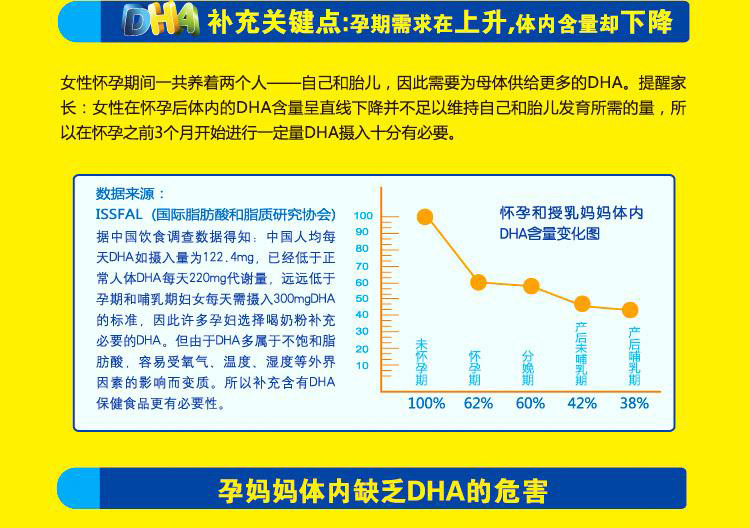 DHA 补充关键点:孕期需求在上升,体内含量却下降
女性怀孕期间一共养着两个人——自己和胎儿，因此需要为母体供给更多的DHA。提醒家
长：女性在怀孕后体内的DHA含量呈直线下降并不足以维持自己和胎儿发育所需的量，所
以在怀孕之前3个月开始进行一定量DHA摄入十分有必要。
数据来源：
ISSFAL (国际脂肪酸和脂质研究协会)
据中国饮食调查数据得知：中国人均每
天DHA如摄入量为122.4mg，已经低于正
常人体DHA每天220mg代谢量，远远低于
孕期和哺乳期妇女每天需摄入300mgDHA
的标准，因此许多孕妇选择喝奶粉补充
必要的DHA。但由于DHA多属于不饱和脂
肪酸，容易受氧气、温度、湿度等外界
因素的影响而变质。所以补充含有DHA
保健食品更有必要性。
怀孕和授乳妈妈体内
DHA含量变化图
100
90
80
70
60
50
40
30
20
10
未怀孕期
怀孕期
分娩期
产后未哺乳期
产后哺乳期
100% 62% 60% 42% 38%
孕妈妈体内缺乏DHA的危害